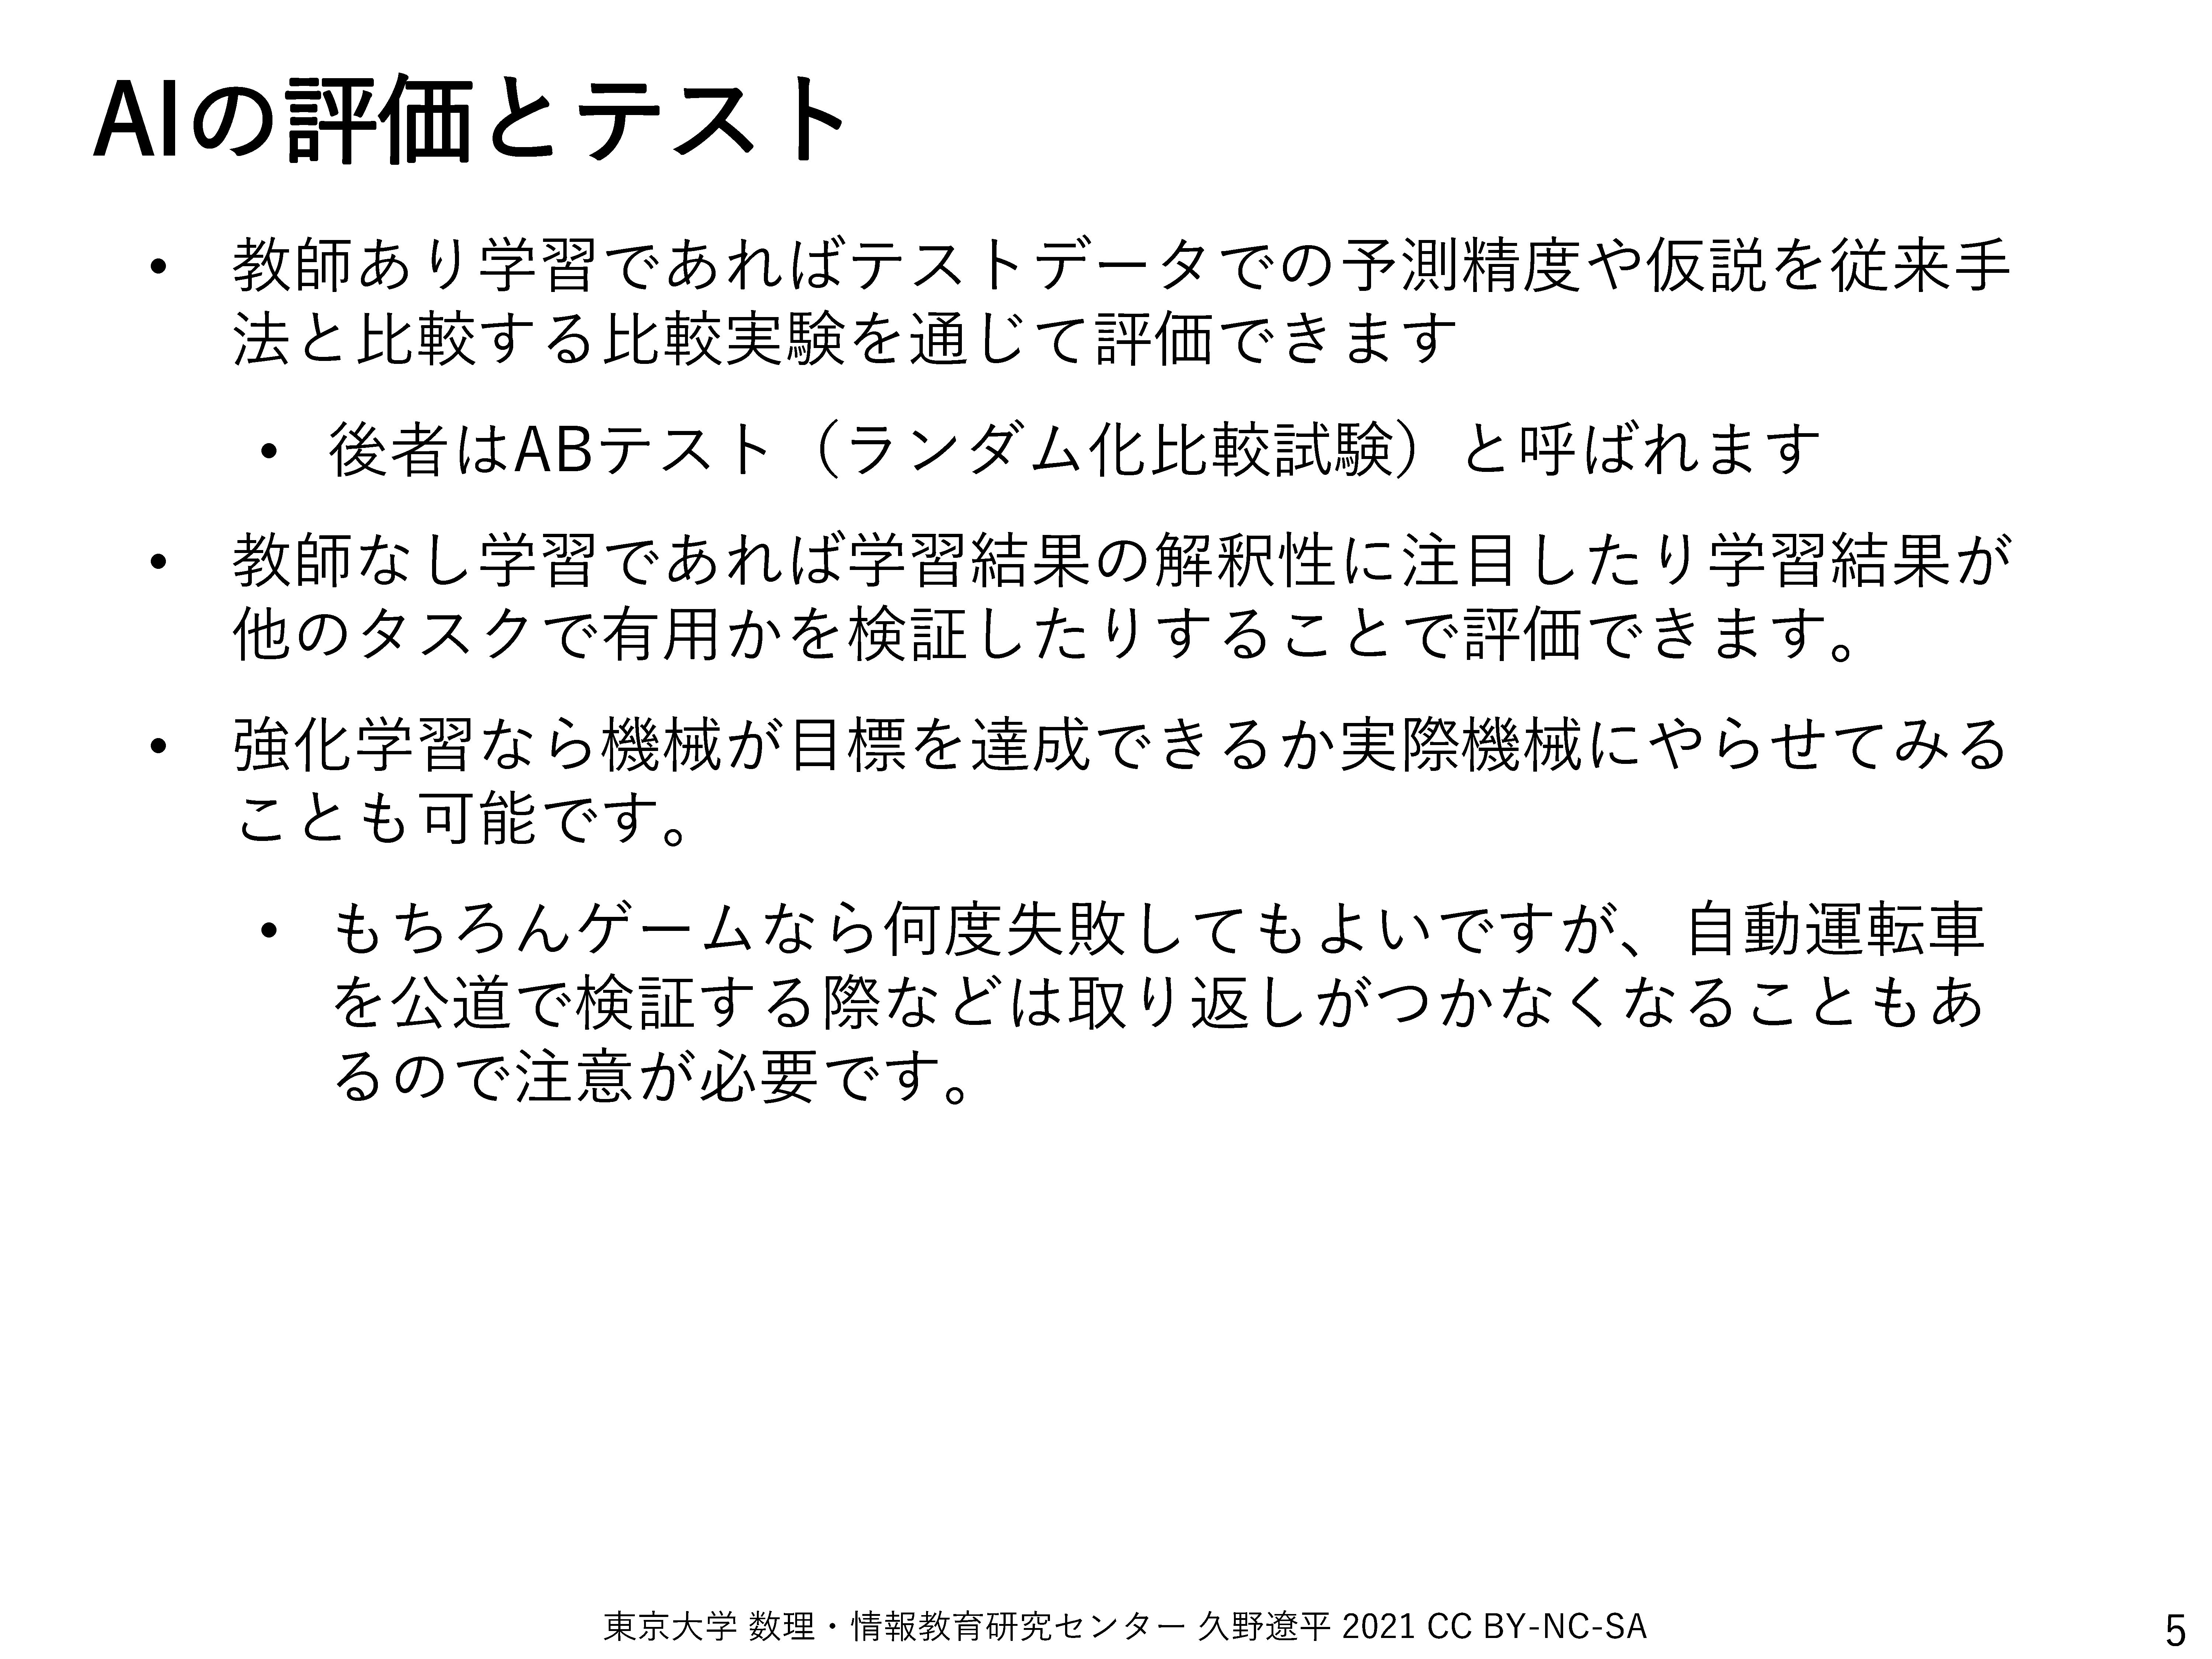 AIの評価とテスト
• 教師あり学習であればテストデータでの予測精度や仮説を従来手
法と比較する比較実験を通じて評価できます
• 後者はABテスト（ランダム化比較試験）と呼ばれます
• 教師なし学習であれば学習結果の解釈性に注目したり学習結果が
他のタスクで有用かを検証したりすることで評価できます。
• 強化学習なら機械が目標を達成できるか実際機械にやらせてみる
ことも可能です。
• もちろんゲームなら何度失敗してもよいですが、自動運転車
を公道で検証する際などは取り返しがつかなくなることもあ
るので注意が必要です。
東京大学 数理・情報教育研究センター 久野遼平 2021 CC BY-NC-SA
5